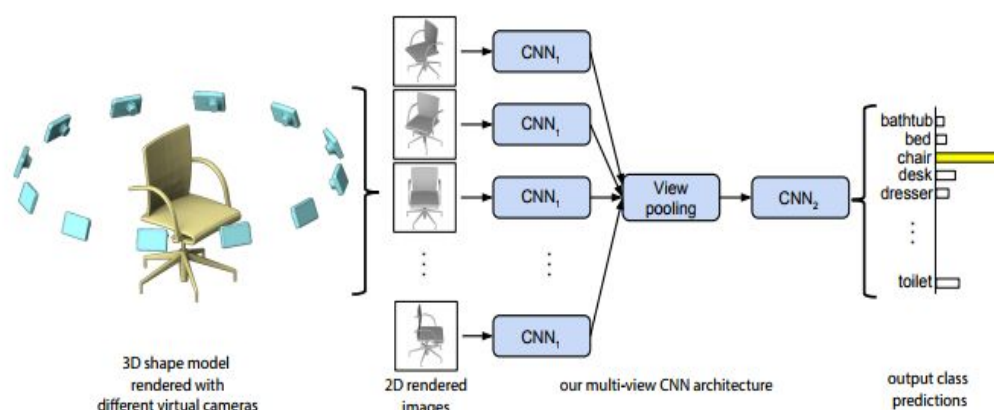 CNN₁
CNN₁
CNN₁
CNN₁
View
pooling
CNN₂
bathtub
bed
chair
desk
dresser
toilet
3D shape model
rendered with
different virtual cameras
2D rendered
images
our multi-view CNN architecture
output class
predictions